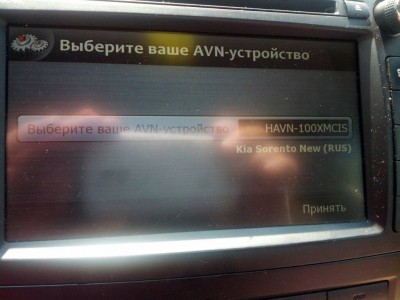 Выберите ваше AVN-устройство
Выберите ваше AVN-устройство HAVN-100XMCIS
Kia Sorento New (RUS)
Принять